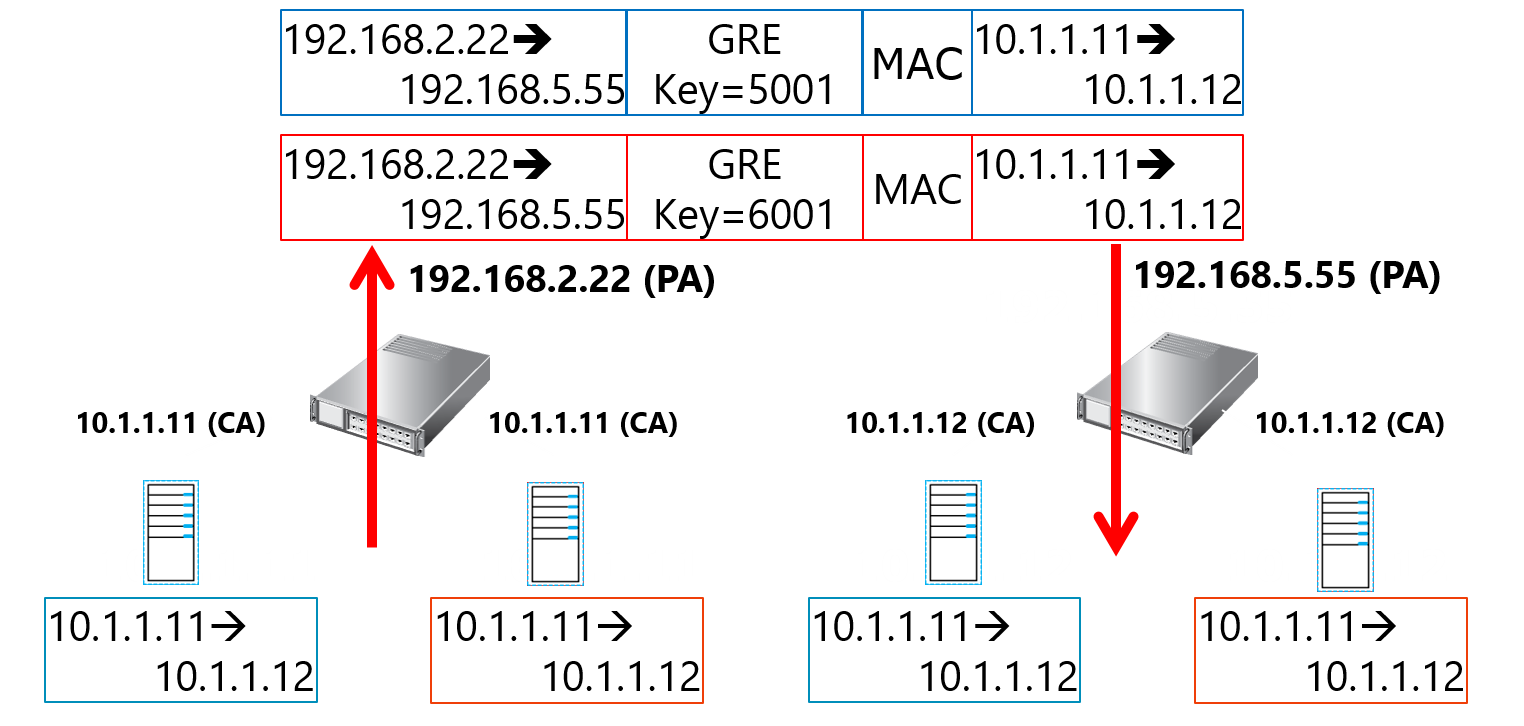 192.168.2.22➔
192.168.5.55
GRE
Key=5001
MAC
10.1.1.11➔
10.1.1.12
192.168.2.22➔
192.168.5.55
GRE
Key=6001
MAC
10.1.1.11➔
10.1.1.12
192.168.2.22 (PA)
192.168.5.55 (PA)
10.1.1.11 (CA)
10.1.1.11 (CA)
10.1.1.12 (CA)
10.1.1.12 (CA)
10.1.1.11→
10.1.1.12
10.1.1.11→
10.1.1.12
10.1.1.11→
10.1.1.12
10.1.1.11→
10.1.1.12